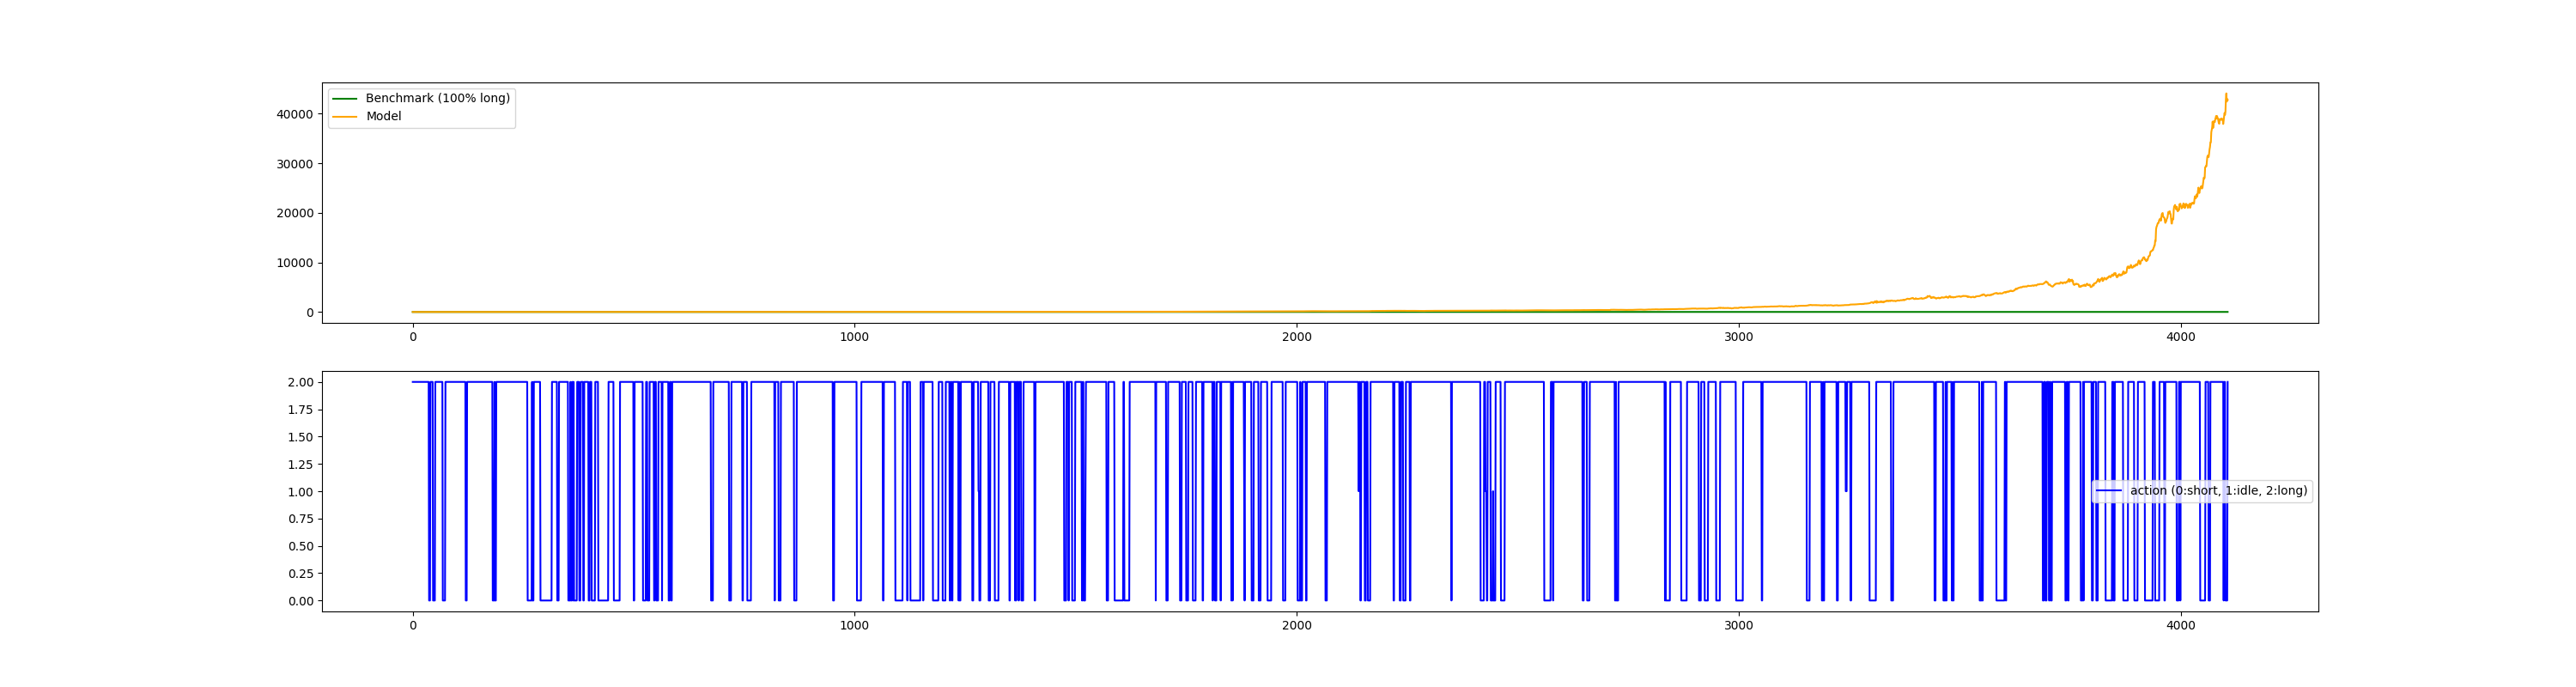 Benchmark (100% long)
Model
40000
30000
20000
10000
0
0 1000 2000 3000 4000
2.00
1.75
1.50
1.25
1.00
0.75
0.50
0.25
0.00
action (0:short, 1:idle, 2:long)
0 1000 2000 3000 4000